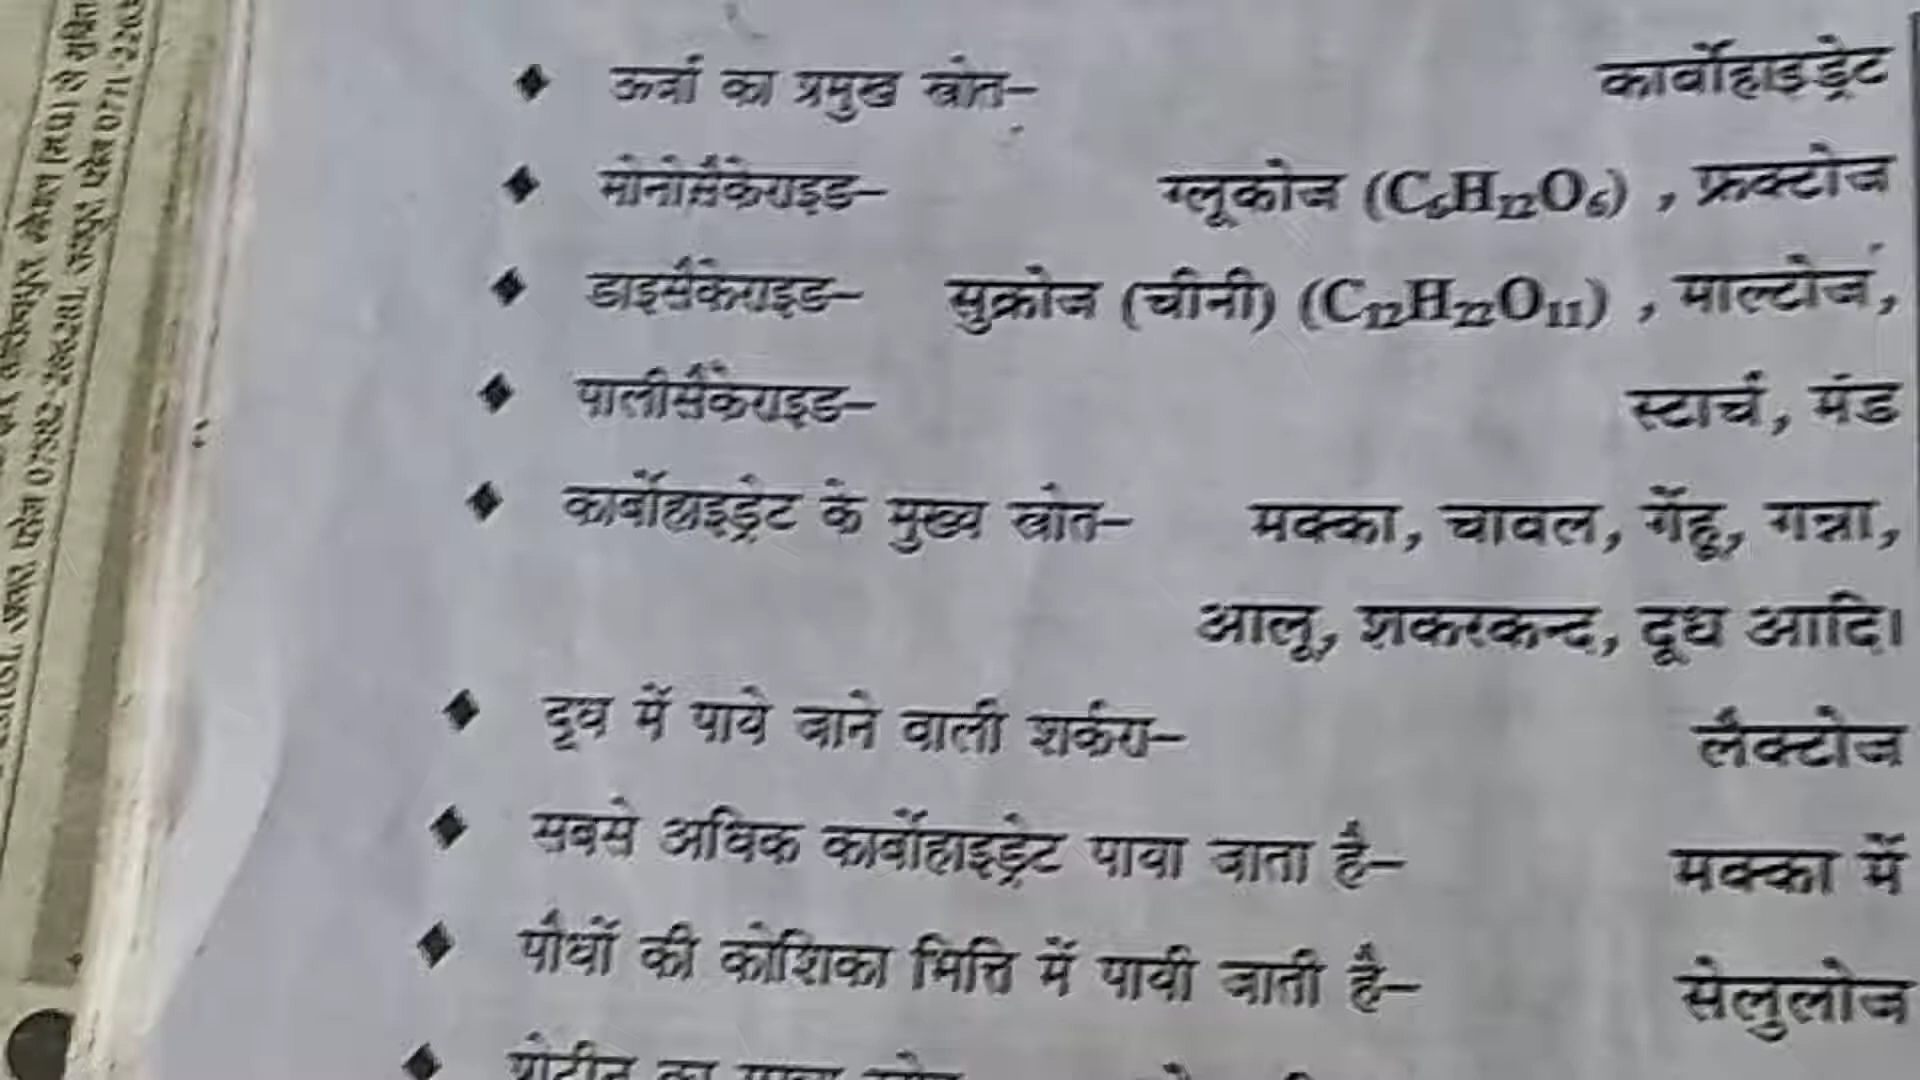 ♦ ऊर्जा का प्रमुख स्रोत– कार्बोहाइड्रेट
♦ मोनोसैकेराइड– ग्लूकोज (C₆H₁₂O₆) , फ्रक्टोज
♦ डाइसैकेराइड– सुक्रोज (चीनी) (C₁₂H₂₂O₁₁) , माल्टोज,
♦ पालीसैकेराइड– स्टार्च, मंड
♦ कार्बोहाइड्रेट के मुख्य स्रोत– मक्का, चावल, गेंहू, गन्ना,
आलू, शकरकन्द, दूध आदि।
♦ दूध में पाये जाने वाली शर्करा– लैक्टोज
♦ सबसे अधिक कार्बोहाइड्रेट पाया जाता है– मक्का में
♦ पौधों की कोशिका भित्ति में पायी जाती है– सेलुलोज
♦ प्रोटीन का